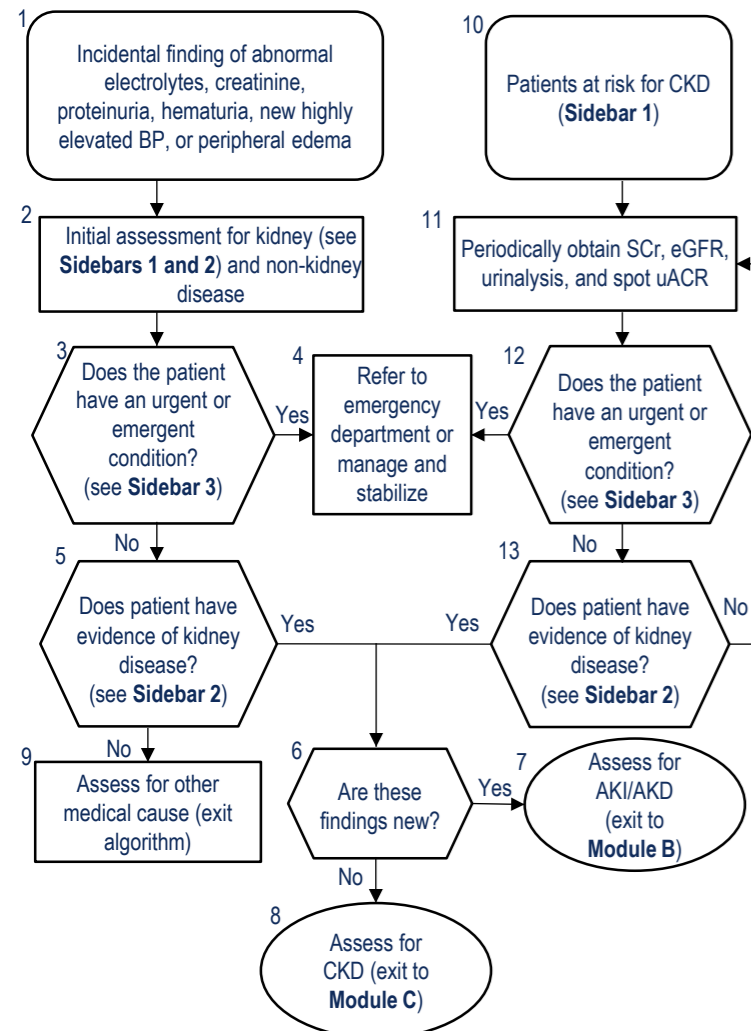 1
Incidental finding of abnormal
electrolytes, creatinine,
proteinuria, hematuria, new highly
elevated BP, or peripheral edema
2
Initial assessment for kidney (see
Sidebars 1 and 2) and non-kidney
disease
3
Does the patient
have an urgent or
emergent
condition?
(see Sidebar 3)
Yes
No
4
Refer to
emergency
department or
manage and
stabilize
5
Does patient have
evidence of kidney
disease?
(see Sidebar 2)
Yes
No
9
Assess for other
medical cause (exit
algorithm)
6
Are these
findings new?
Yes
No
7
Assess for
AKI/AKD
(exit to
Module B)
8
Assess for
CKD (exit to
Module C)
10
Patients at risk for CKD
(Sidebar 1)
11
Periodically obtain SCr, eGFR,
urinalysis, and spot uACR
12
Does the patient
have an urgent or
emergent
condition?
(see Sidebar 3)
Yes
No
13
Does patient have
evidence of kidney
disease?
(see Sidebar 2)
Yes
No